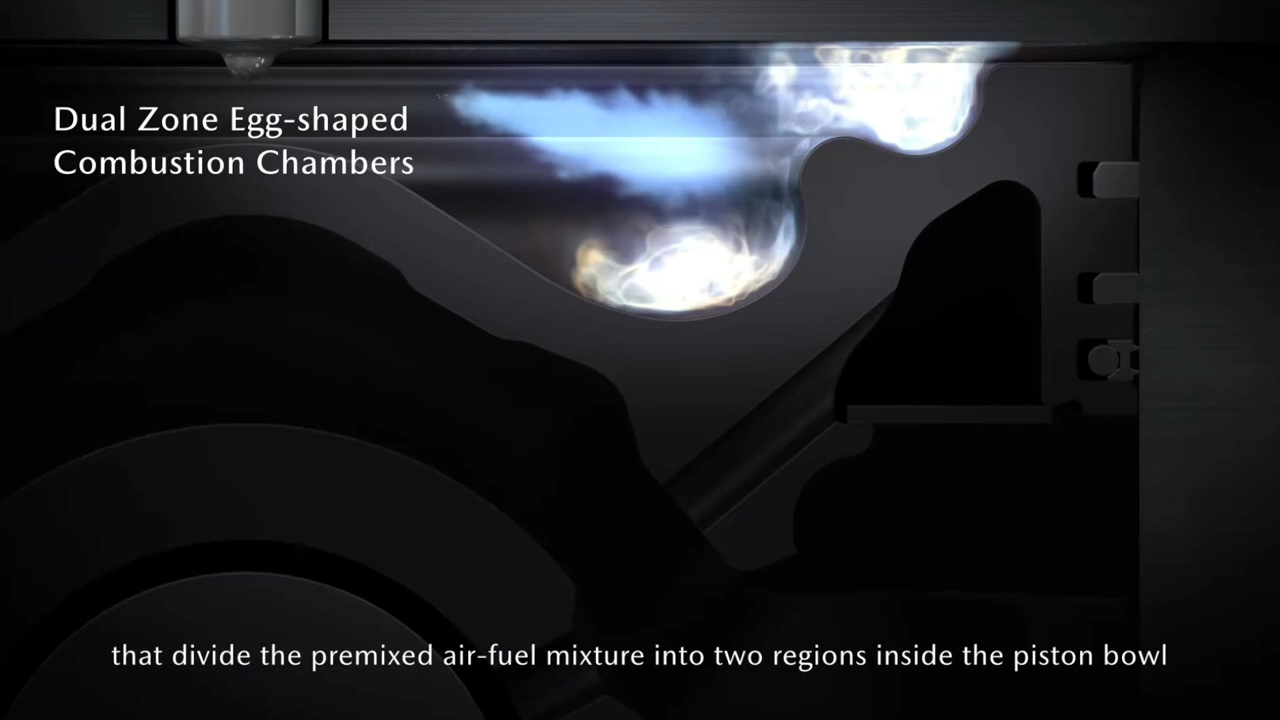 Dual Zone Egg-shaped
Combustion Chambers
that divide the premixed air-fuel mixture into two regions inside the piston bowl